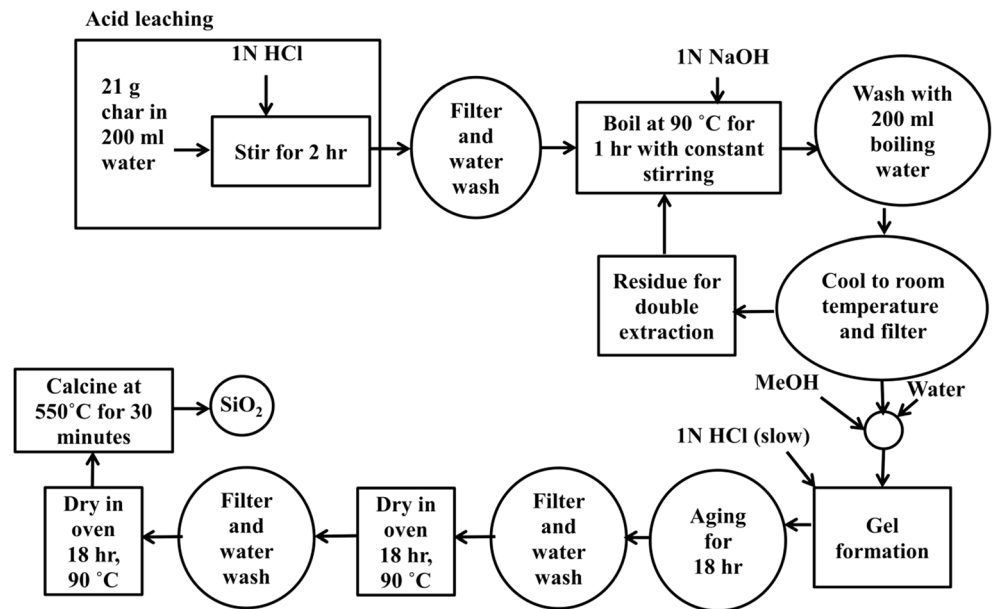 Acid leaching
1N HCl
21 g
char in
200 ml
water
Stir for 2 hr
Filter
and
water
wash
1N NaOH
Boil at 90 ˚C for
1 hr with constant
stirring
Wash with
200 ml
boiling
water
Residue for
double
extraction
Cool to room
temperature
and filter
MeOH
Water
1N HCl (slow)
Gel
formation
Aging
for
18 hr
Filter
and
water
wash
Dry in
oven
18 hr,
90 ˚C
Filter
and
water
wash
Dry in
oven
18 hr,
90 ˚C
Calcine at
550˚C for 30
minutes
SiO₂